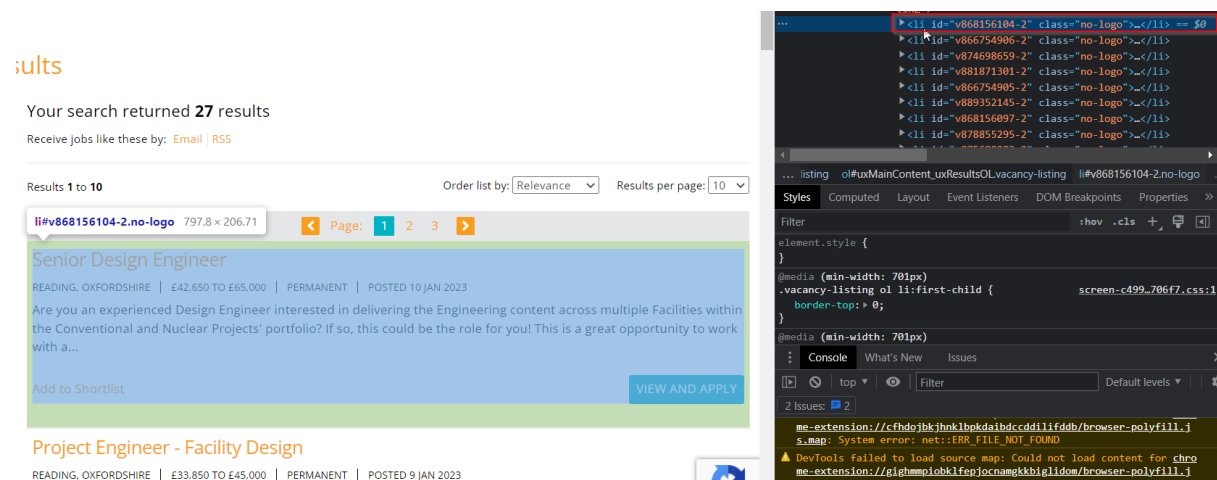 sults
Your search returned 27 results
Receive jobs like these by: Email RSS
Results 1 to 10
Order list by: Relevance
Results per page: 10
li#v868156104-2.no-logo 797.8 × 206.71
Page: 1 2 3
Senior Design Engineer
READING, OXFORDSHIRE | £42,650 TO £65,000 | PERMANENT | POSTED 10 JAN 2023
Are you an experienced Design Engineer interested in delivering the Engineering content across multiple Facilities within
the Conventional and Nuclear Projects' portfolio? If so, this could be the role for you! This is a great opportunity to work
with a...
Add to Shortlist
VIEW AND APPLY
Project Engineer - Facility Design
READING, OXFORDSHIRE | £33,850 TO £45,000 | PERMANENT | POSTED 9 JAN 2023
<li id="v868156104-2" class="no-logo">…</li> == $0
<li id="v866754906-2" class="no-logo">…</li>
<li id="v874698659-2" class="no-logo">…</li>
<li id="v881871301-2" class="no-logo">…</li>
<li id="v866754905-2" class="no-logo">…</li>
<li id="v889352145-2" class="no-logo">…</li>
<li id="v868156097-2" class="no-logo">…</li>
<li id="v878855295-2" class="no-logo">…</li>
... listing ol#uxMainContent_uxResultsOL.vacancy-listing li#v868156104-2.no-logo
Styles Computed Layout Event Listeners DOM Breakpoints Properties »
Filter :hov .cls +
element.style {
}
@media (min-width: 701px)
.vacancy-listing ol li:first-child { screen-c499…706f7.css:1
border-top: 0;
}
@media (min-width: 701px)
Console What's New Issues
top Filter Default levels
2 Issues: 2
me-extension://cfhdojbkjhnklbpkdaibdccddilifddb/browser-polyfill.j
s.map: System error: net::ERR_FILE_NOT_FOUND
DevTools failed to load source map: Could not load content for chro
me-extension://gighmmpiobklfepjocnamgkkbiglidom/browser-polyfill.j